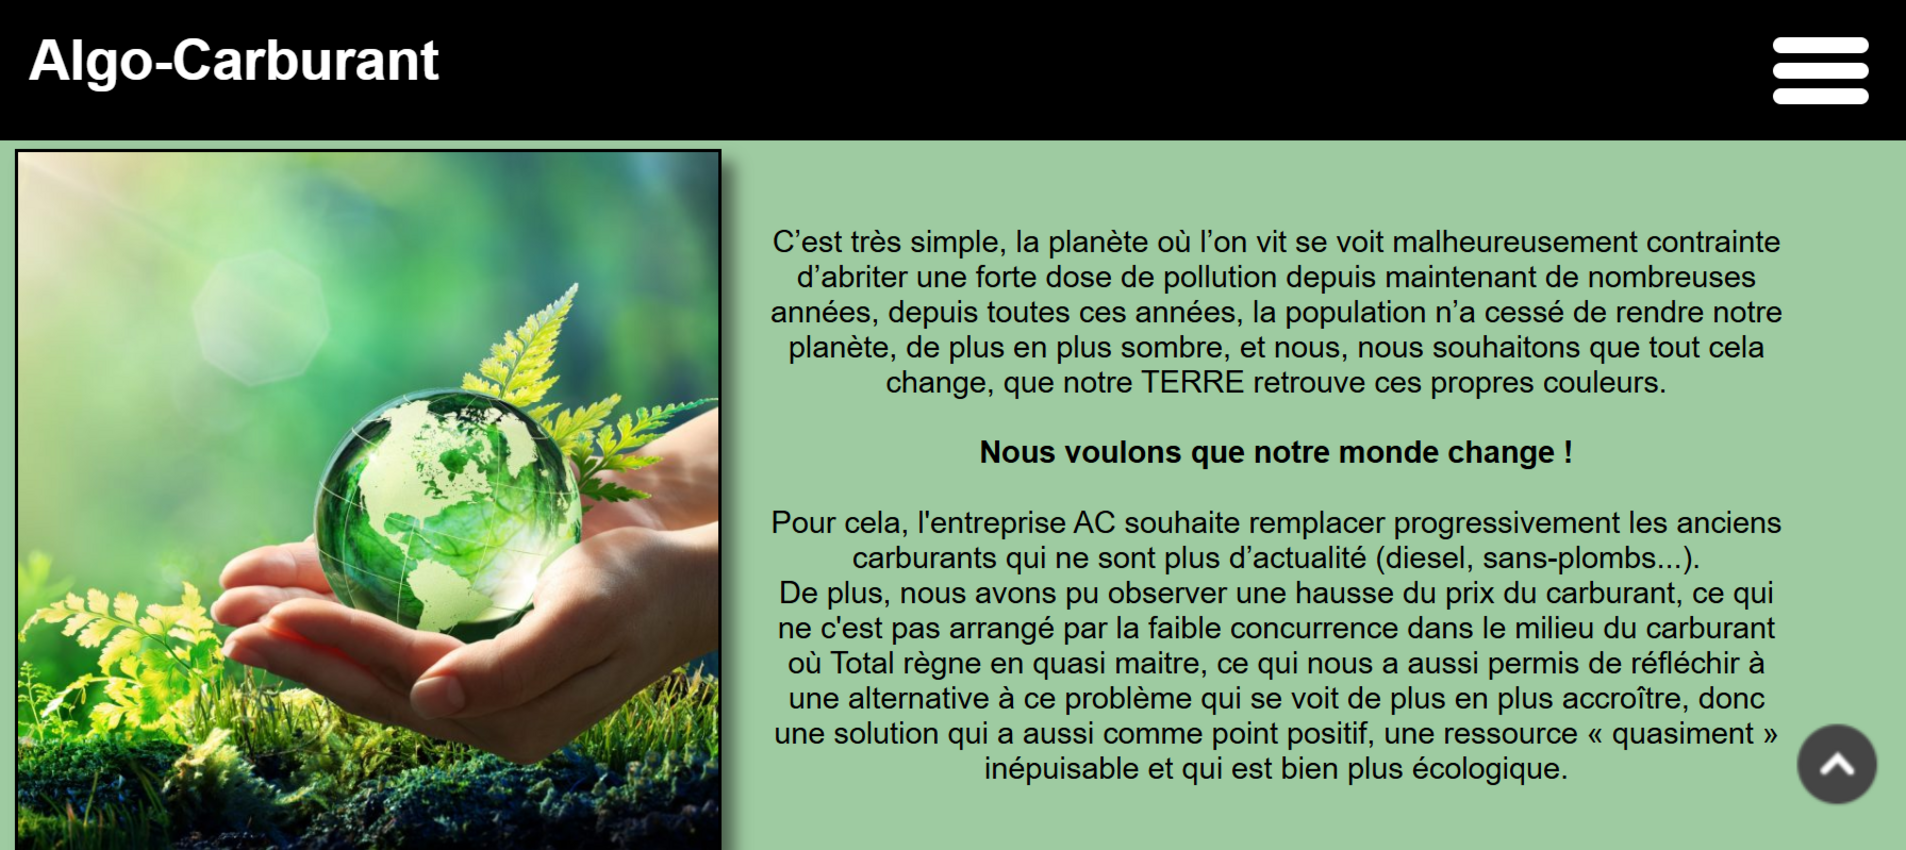 Algo-Carburant
C’est très simple, la planète où l’on vit se voit malheureusement contrainte
d’abriter une forte dose de pollution depuis maintenant de nombreuses
années, depuis toutes ces années, la population n’a cessé de rendre notre
planète, de plus en plus sombre, et nous, nous souhaitons que tout cela
change, que notre TERRE retrouve ces propres couleurs.
Nous voulons que notre monde change !
Pour cela, l'entreprise AC souhaite remplacer progressivement les anciens
carburants qui ne sont plus d’actualité (diesel, sans-plombs...).
De plus, nous avons pu observer une hausse du prix du carburant, ce qui
ne c'est pas arrangé par la faible concurrence dans le milieu du carburant
où Total règne en quasi maitre, ce qui nous a aussi permis de réfléchir à
une alternative à ce problème qui se voit de plus en plus accroître, donc
une solution qui a aussi comme point positif, une ressource « quasiment »
inépuisable et qui est bien plus écologique.